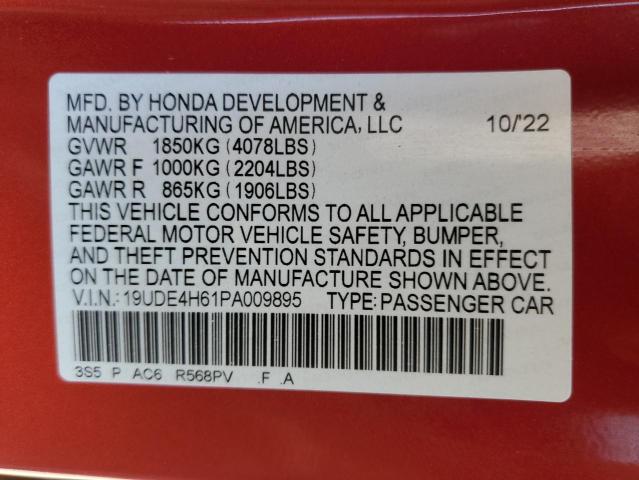 MFD. BY HONDA DEVELOPMENT &
MANUFACTURING OF AMERICA, LLC 10/'22
GVWR 1850KG (4078LBS)
GAWR F 1000KG (2204LBS)
GAWR R 865KG (1906LBS)
THIS VEHICLE CONFORMS TO ALL APPLICABLE
FEDERAL MOTOR VEHICLE SAFETY, BUMPER,
AND THEFT PREVENTION STANDARDS IN EFFECT
ON THE DATE OF MANUFACTURE SHOWN ABOVE.
V.I.N.: 19UDE4H61PA009895 TYPE: PASSENGER CAR
3S5 P AC6 R568PV .F .A